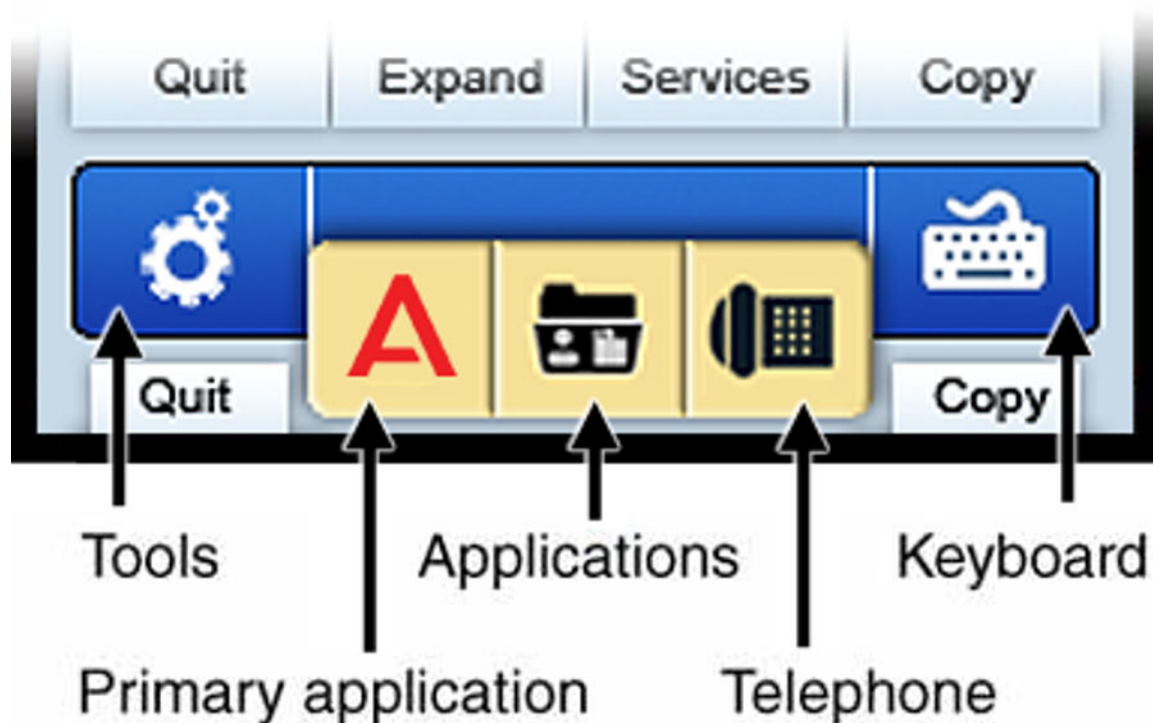 Quit Expand Services Copy
A
Quit Copy
Tools Applications Keyboard
Primary application Telephone